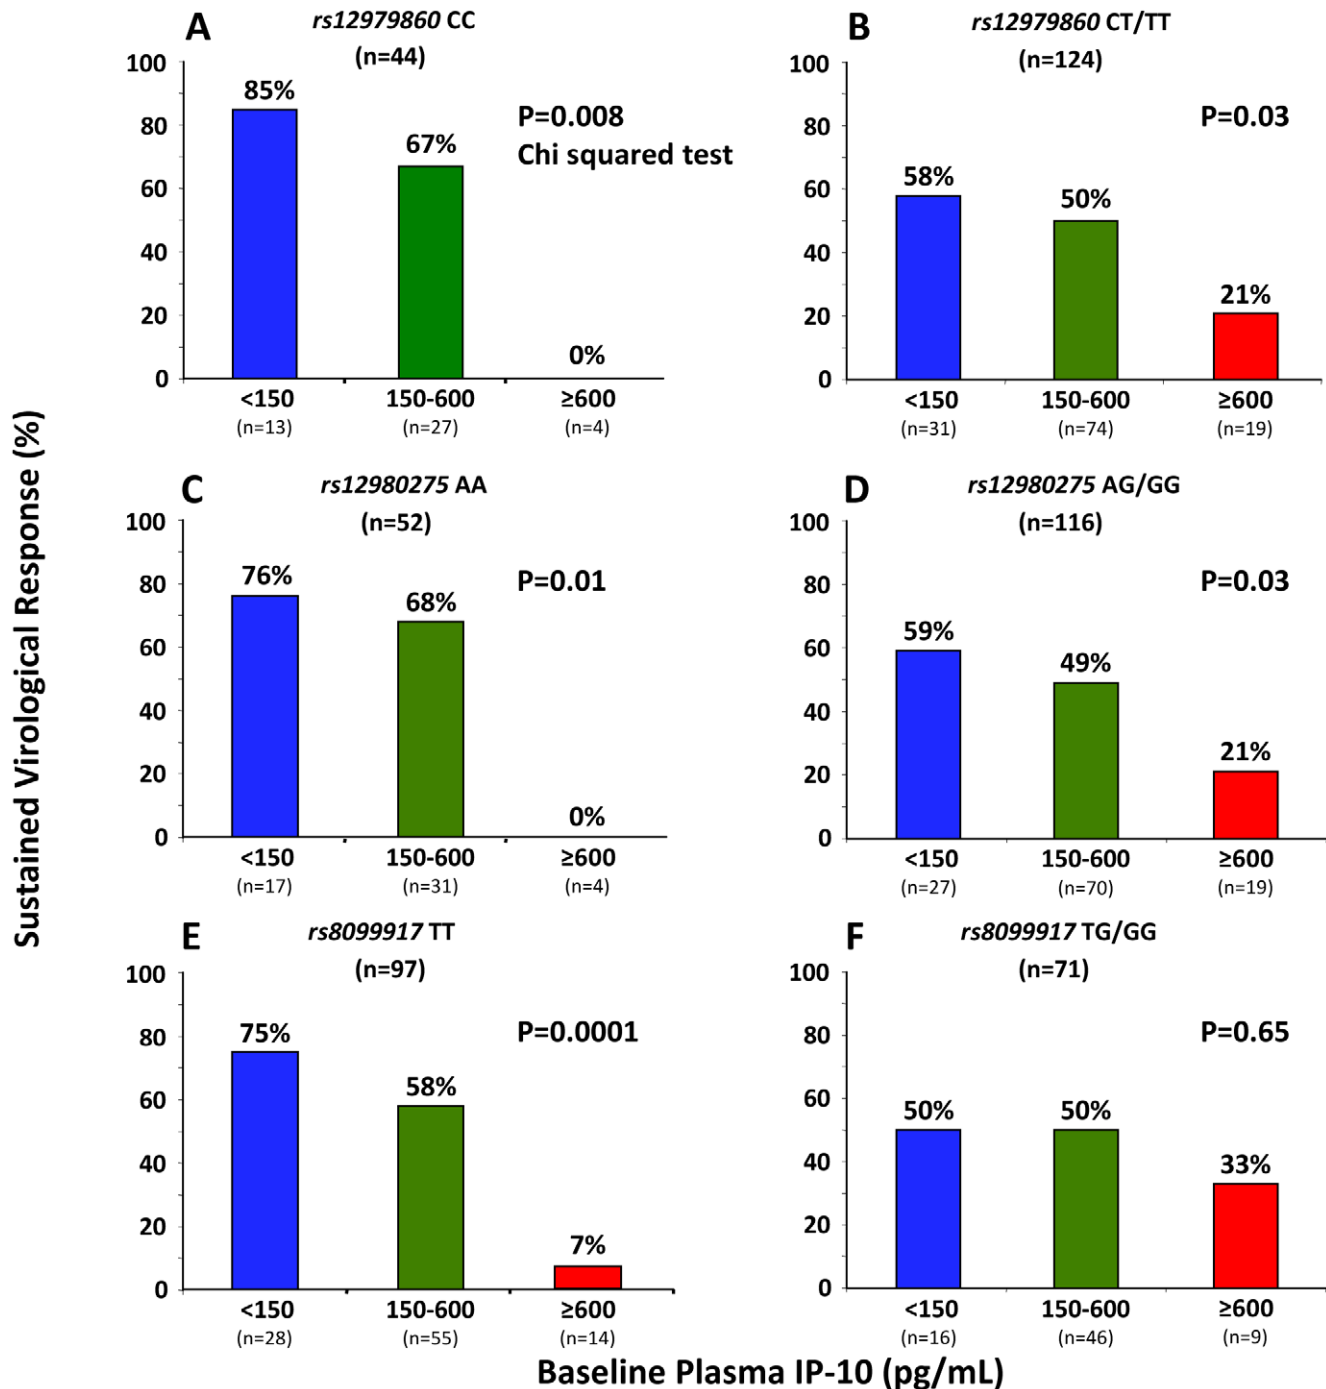 Sustained Virological Response (%)
A
rs12979860 CC
(n=44)
100
80
60
40
20
0
85%
67%
0%
P=0.008
Chi squared test
<150
150-600
≥600
(n=13)
(n=27)
(n=4)
B
rs12979860 CT/TT
(n=124)
100
80
60
40
20
0
58%
50%
21%
P=0.03
<150
150-600
≥600
(n=31)
(n=74)
(n=19)
C
rs12980275 AA
(n=52)
100
80
60
40
20
0
76%
68%
0%
P=0.01
<150
150-600
≥600
(n=17)
(n=31)
(n=4)
D
rs12980275 AG/GG
(n=116)
100
80
60
40
20
0
59%
49%
21%
P=0.03
<150
150-600
≥600
(n=27)
(n=70)
(n=19)
E
rs8099917 TT
(n=97)
100
80
60
40
20
0
75%
58%
7%
P=0.0001
<150
150-600
≥600
(n=28)
(n=55)
(n=14)
F
rs8099917 TG/GG
(n=71)
100
80
60
40
20
0
50%
50%
33%
P=0.65
<150
150-600
≥600
(n=16)
(n=46)
(n=9)
Baseline Plasma IP-10 (pg/mL)